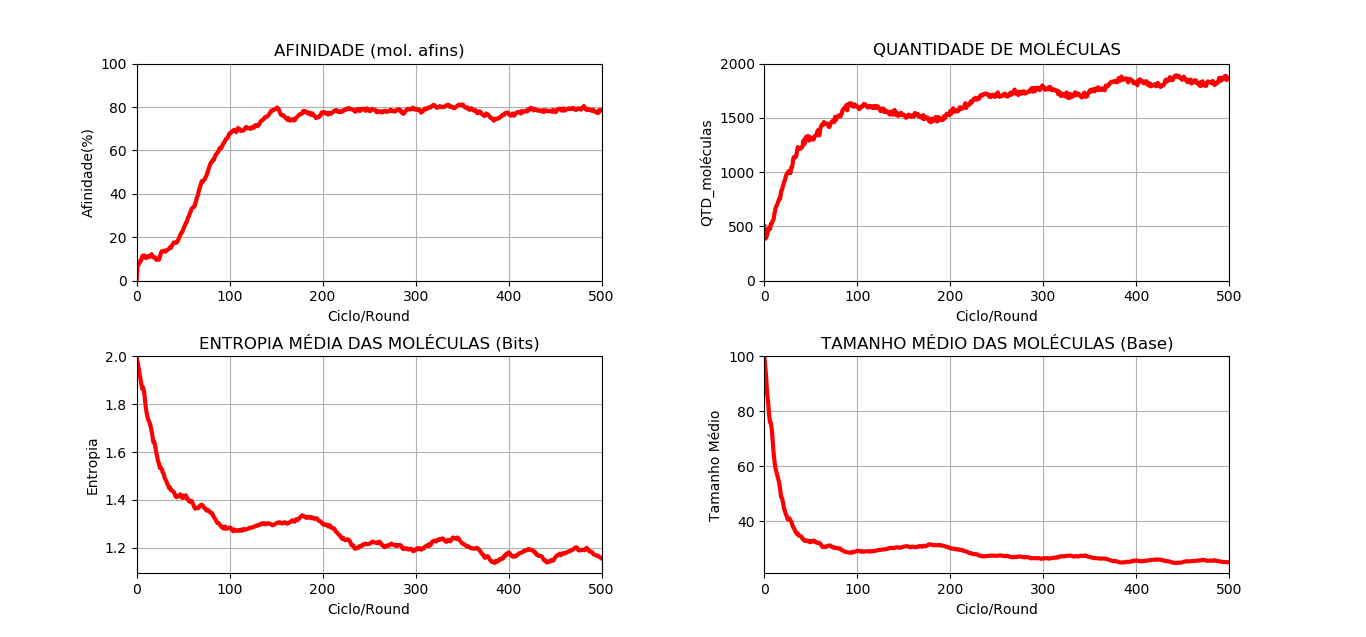 AFINIDADE (mol. afins)
100
80
60
40
20
0
Afinidade(%)
0 100 200 300 400 500
Ciclo/Round
QUANTIDADE DE MOLÉCULAS
2000
1500
1000
500
0
QTD_moléculas
0 100 200 300 400 500
Ciclo/Round
ENTROPIA MÉDIA DAS MOLÉCULAS (Bits)
2.0
1.8
1.6
1.4
1.2
Entropia
0 100 200 300 400 500
Ciclo/Round
TAMANHO MÉDIO DAS MOLÉCULAS (Base)
100
80
60
40
Tamanho Médio
0 100 200 300 400 500
Ciclo/Round